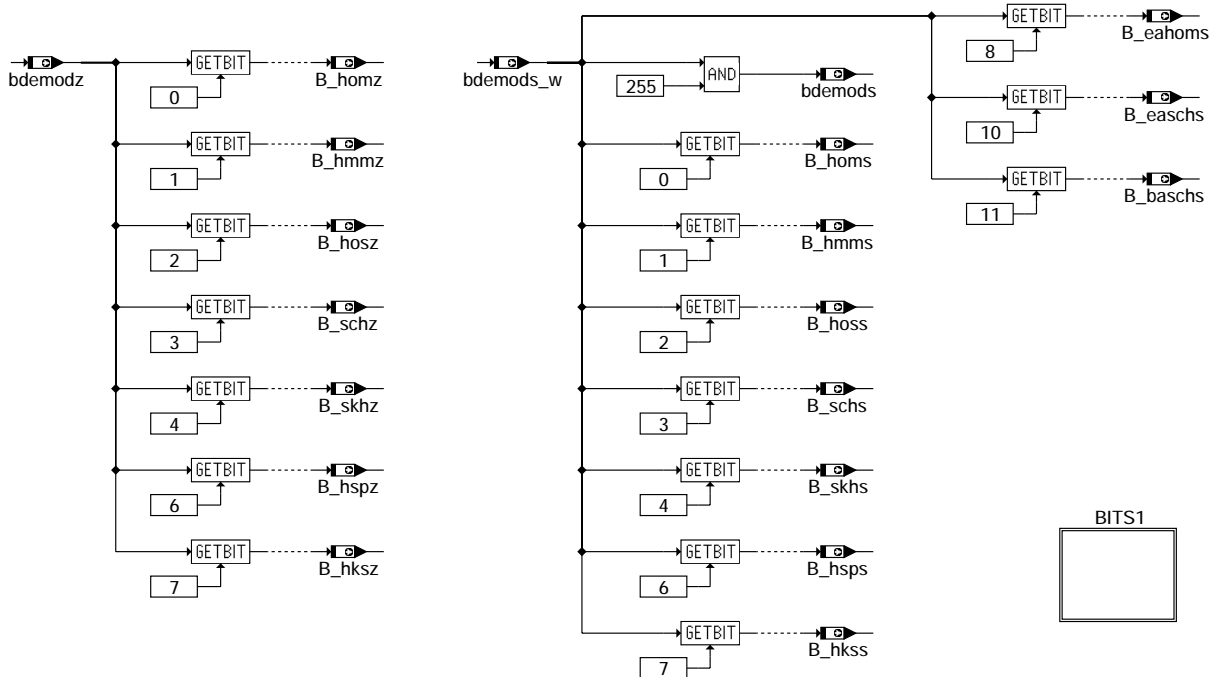 bdemodz
GETBIT
0
B_homz
GETBIT
1
B_hmmz
GETBIT
2
B_hosz
GETBIT
3
B_schz
GETBIT
4
B_skhz
GETBIT
6
B_hspz
GETBIT
7
B_hksz
bdemods_w
AND
255
bdemods
GETBIT
0
B_homs
GETBIT
1
B_hmms
GETBIT
2
B_hoss
GETBIT
3
B_schs
GETBIT
4
B_skhs
GETBIT
6
B_hsps
GETBIT
7
B_hkss
GETBIT
8
B_eahoms
GETBIT
10
B_easchs
GETBIT
11
B_baschs
BITS1